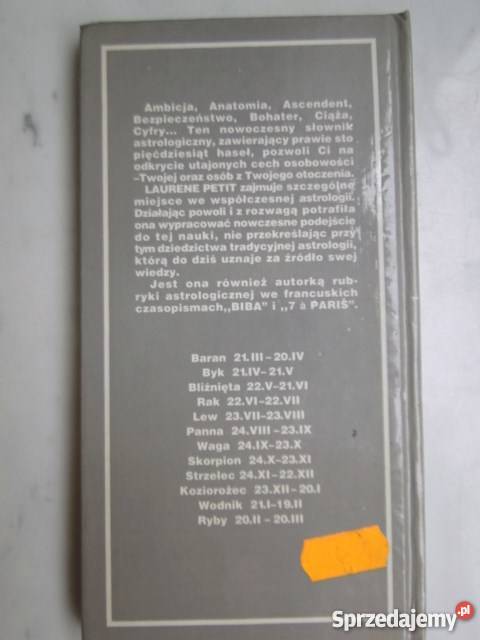 Ambicja, Anatomia, Ascendent,
Bezpieczeństwo, Bohater, Ciąża,
Cyfry... Ten nowoczesny słownik
astrologiczny, zawierający prawie sto
pięćdziesiąt haseł, pozwoli Ci na
odkrycie utajonych cech osobowości
–Twojej oraz osób z Twojego otoczenia.
LAURENE PETIT zajmuje szczególne
miejsce we współczesnej astrologii.
Działając powoli i z rozwagą potrafiła
ona wypracować nowoczesne podejście
do tej nauki, nie przekreślając przy
tym dziedzictwa tradycyjnej astrologii,
którą do dziś uznaje za źródło swej
wiedzy.
Jest ona również autorką rub-
ryki astrologicznej we francuskich
czasopismach,,BIBA" i ,,7 à PARIŚ".
Baran 21.III–20.IV
Byk 21.IV–21.V
Bliźnięta 22.V–21.VI
Rak 22.VI–22.VII
Lew 23.VII–23.VIII
Panna 24.VIII–23.IX
Waga 24.IX–23.X
Skorpion 24.X–23.XI
Strzelec 24.XI–22.XII
Koziorożec 23.XII–20.I
Wodnik 21.I–19.II
Ryby 20.II – 20.III
Sprzedajemy.pl